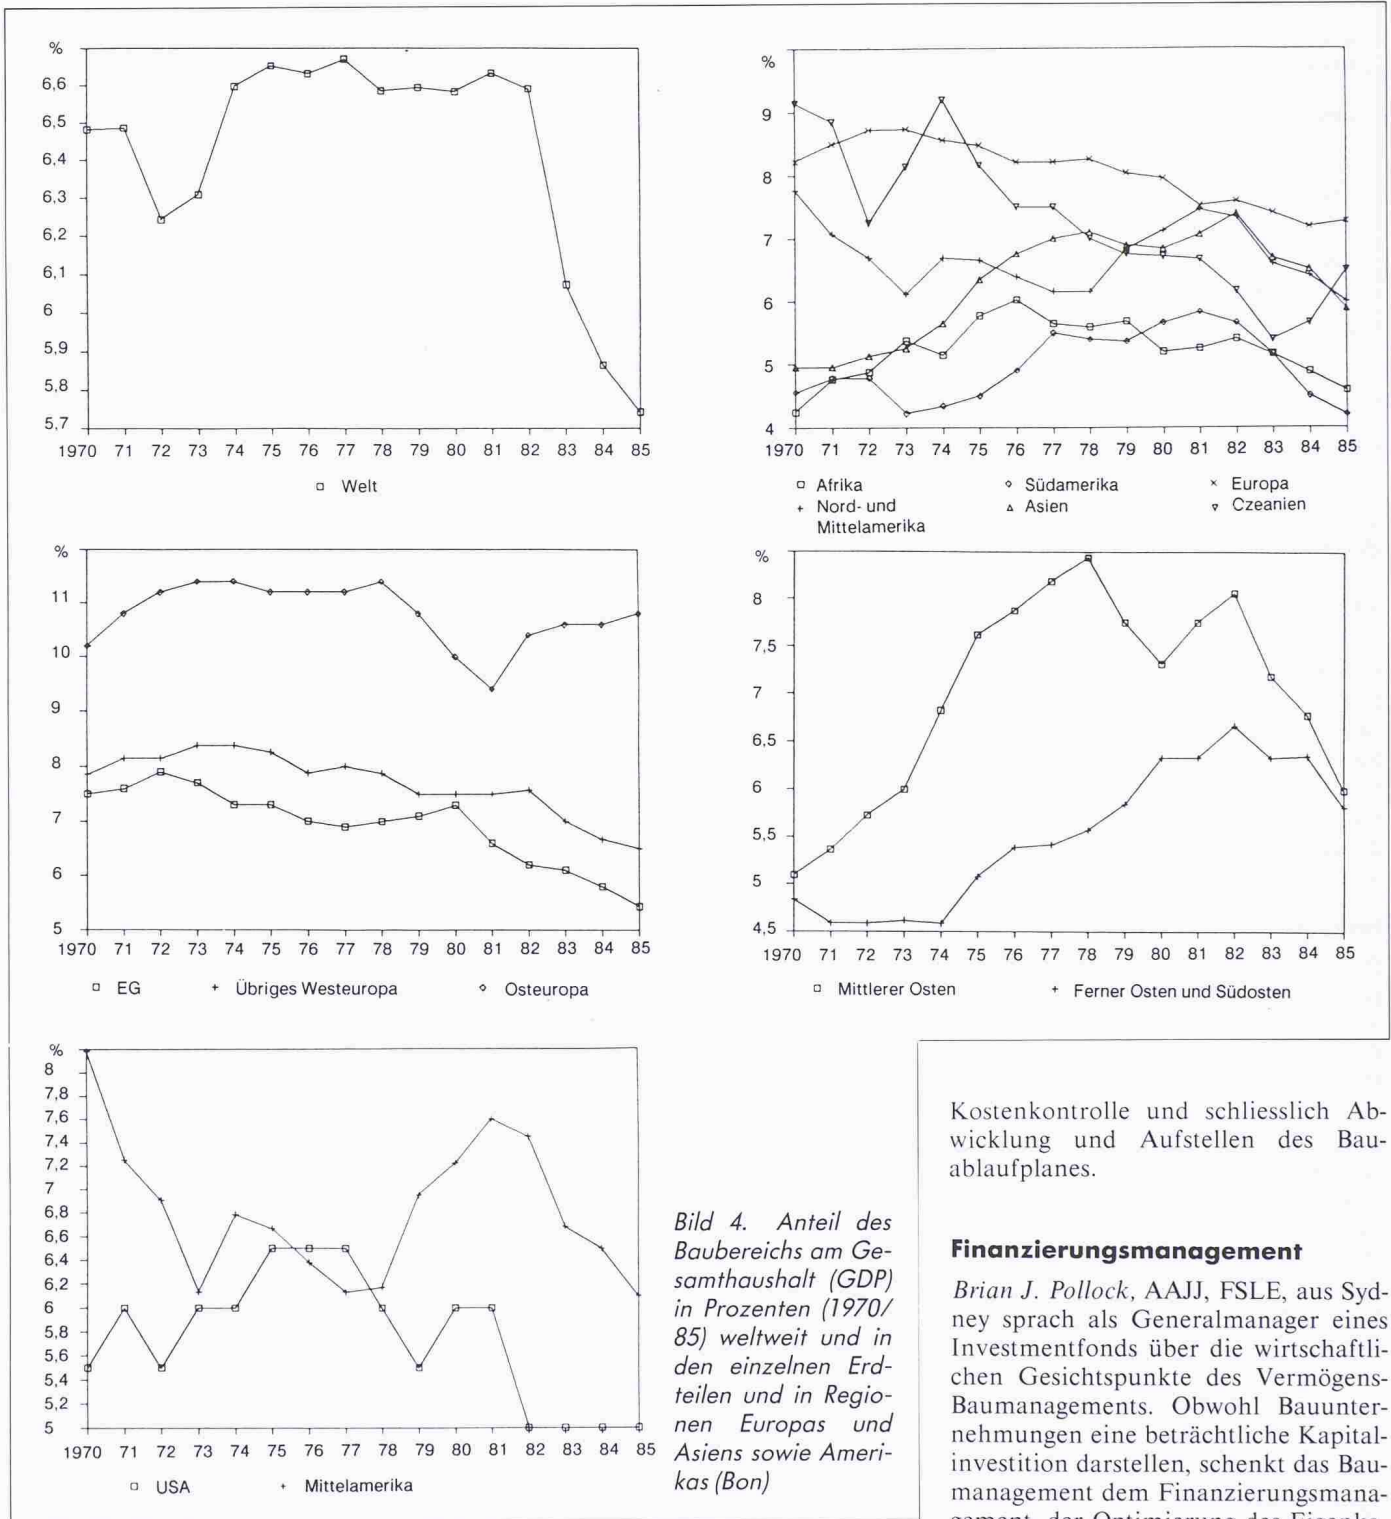 %
6,6
6,5
6,4
6,3
6,2
6,1
6
5,9
5,8
5,7
1970 71 72 73 74 75 76 77 78 79 80 81 82 83 84 85
Welt
%
9
8
7
6
5
4
1970 71 72 73 74 75 76 77 78 79 80 81 82 83 84 85
Afrika Südamerika Europa
Nord- und Asien Czeanien
Mittelamerika
%
11
10
9
8
7
6
5
1970 71 72 73 74 75 76 77 78 79 80 81 82 83 84 85
EG Übriges Westeuropa Osteuropa
%
8
7,5
7
6,5
6
5,5
5
4,5
1970 71 72 73 74 75 76 77 78 79 80 81 82 83 84 85
Mittlerer Osten Ferner Osten und Südosten
%
8
7,8
7,6
7,4
7,2
7
6,8
6,6
6,4
6,2
6
5,8
5,6
5,4
5,2
5
1970 71 72 73 74 75 76 77 78 79 80 81 82 83 84 85
USA Mittelamerika
Bild 4. Anteil des
Baubereichs am Ge-
samthaushalt (GDP)
in Prozenten (1970/
85) weltweit und in
den einzelnen Erd-
teilen und in Regio-
nen Europas und
Asiens sowie Ameri-
kas (Bon)
Kostenkontrolle und schliesslich Ab-
wicklung und Aufstellen des Bau-
ablaufplanes.
Finanzierungsmanagement
Brian J. Pollock, AAJJ, FSLE, aus Syd-
ney sprach als Generalmanager eines
Investmentfonds über die wirtschaftli-
chen Gesichtspunkte des Vermögens-
Baumanagements. Obwohl Bauunter-
nehmungen eine beträchtliche Kapital-
investition darstellen, schenkt das Bau-
management dem Finanzierungsmana-
gement, der Optimierung des Eigenka-